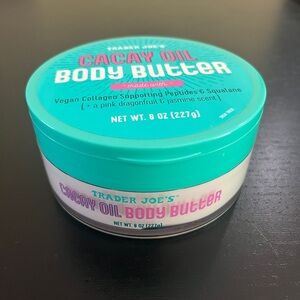 TRADER JOE'S
CACAY OIL
BODY BUTTER
made with
Vegan Collagen Supporting Peptides & Squalane
[ + a pink dragonfruit & jasmine scent ]
NET WT. 8 OZ (227g)
TRADER JOE'S
CACAY OIL BODY BUTTER
NET WT. 8 OZ (227g)